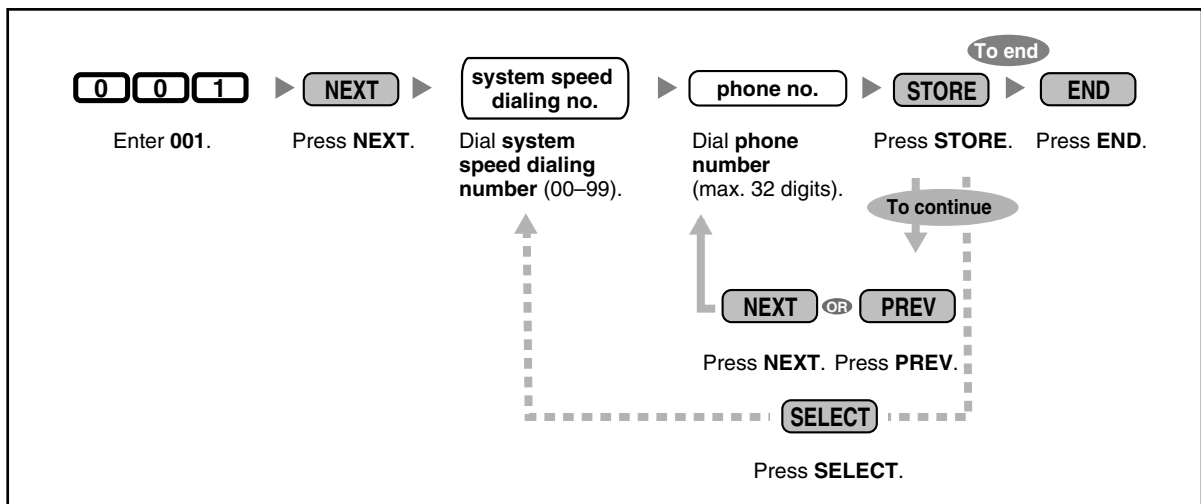 To end
0 0 1
NEXT
system speed
dialing no.
phone no.
STORE
END
Enter 001.
Press NEXT.
Dial system
speed dialing
number (00–99).
Dial phone
number
(max. 32 digits).
Press STORE.
Press END.
To continue
NEXT
OR
PREV
Press NEXT.
Press PREV.
SELECT
Press SELECT.